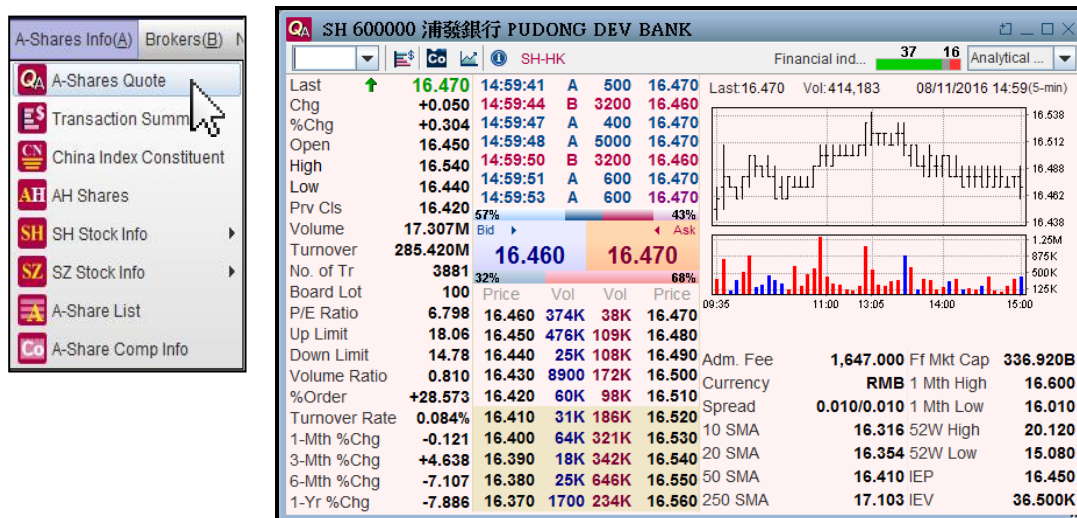 A-Shares Info(A) Brokers(B)
QA A-Shares Quote
E$ Transaction Summ
CN China Index Constituent
AH AH Shares
SH SH Stock Info
SZ SZ Stock Info
A A-Share List
Co A-Share Comp Info
QA SH 600000 浦發銀行 PUDONG DEV BANK
E$ Co SH-HK Financial ind... 37 16 Analytical ...
Last 16.470
Chg +0.050
%Chg +0.304
Open 16.450
High 16.540
Low 16.440
Prv Cls 16.420
Volume 17.307M
Turnover 285.420M
No. of Tr 3881
Board Lot 100
P/E Ratio 6.798
Up Limit 18.06
Down Limit 14.78
Volume Ratio 0.810
%Order +28.573
Turnover Rate 0.084%
1-Mth %Chg -0.121
3-Mth %Chg +4.638
6-Mth %Chg -7.107
1-Yr %Chg -7.886
14:59:41 A 500 16.470
14:59:44 B 3200 16.460
14:59:47 A 400 16.470
14:59:48 A 5000 16.470
14:59:50 B 3200 16.460
14:59:51 A 600 16.470
14:59:53 A 600 16.470
57% 43%
Bid Ask
16.460 16.470
32% 68%
Price Vol Vol Price
16.460 374K 38K 16.470
16.450 476K 109K 16.480
16.440 25K 108K 16.490
16.430 8900 172K 16.500
16.420 60K 98K 16.510
16.410 31K 186K 16.520
16.400 64K 321K 16.530
16.390 18K 342K 16.540
16.380 25K 646K 16.550
16.370 1700 234K 16.560
Last:16.470 Vol:414,183 08/11/2016 14:59(5-min)
16.538
16.512
16.488
16.462
16.438
1.25M
875K
500K
125K
09:35 11:00 13:05 14:00 15:00
Adm. Fee 1,647.000 Ff Mkt Cap 336.920B
Currency RMB 1 Mth High 16.600
Spread 0.010/0.010 1 Mth Low 16.010
10 SMA 16.316 52W High 20.120
20 SMA 16.354 52W Low 15.080
50 SMA 16.410 IEP 16.450
250 SMA 17.103 IEV 36.500K